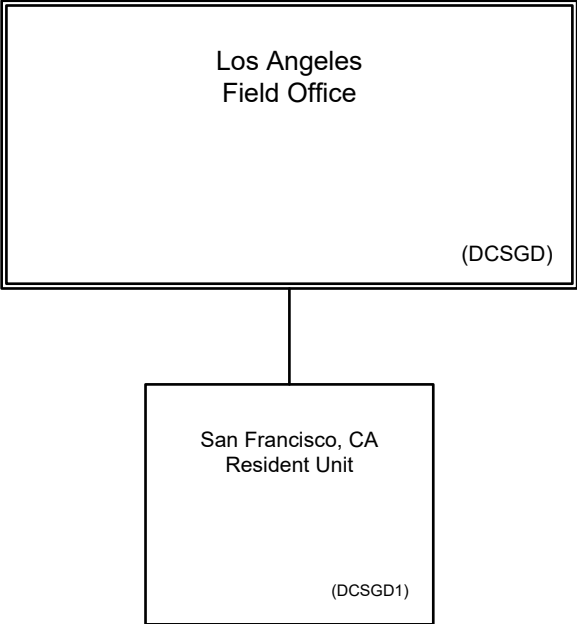 Los Angeles
Field Office
(DCSGD)
San Francisco, CA
Resident Unit
(DCSGD1)